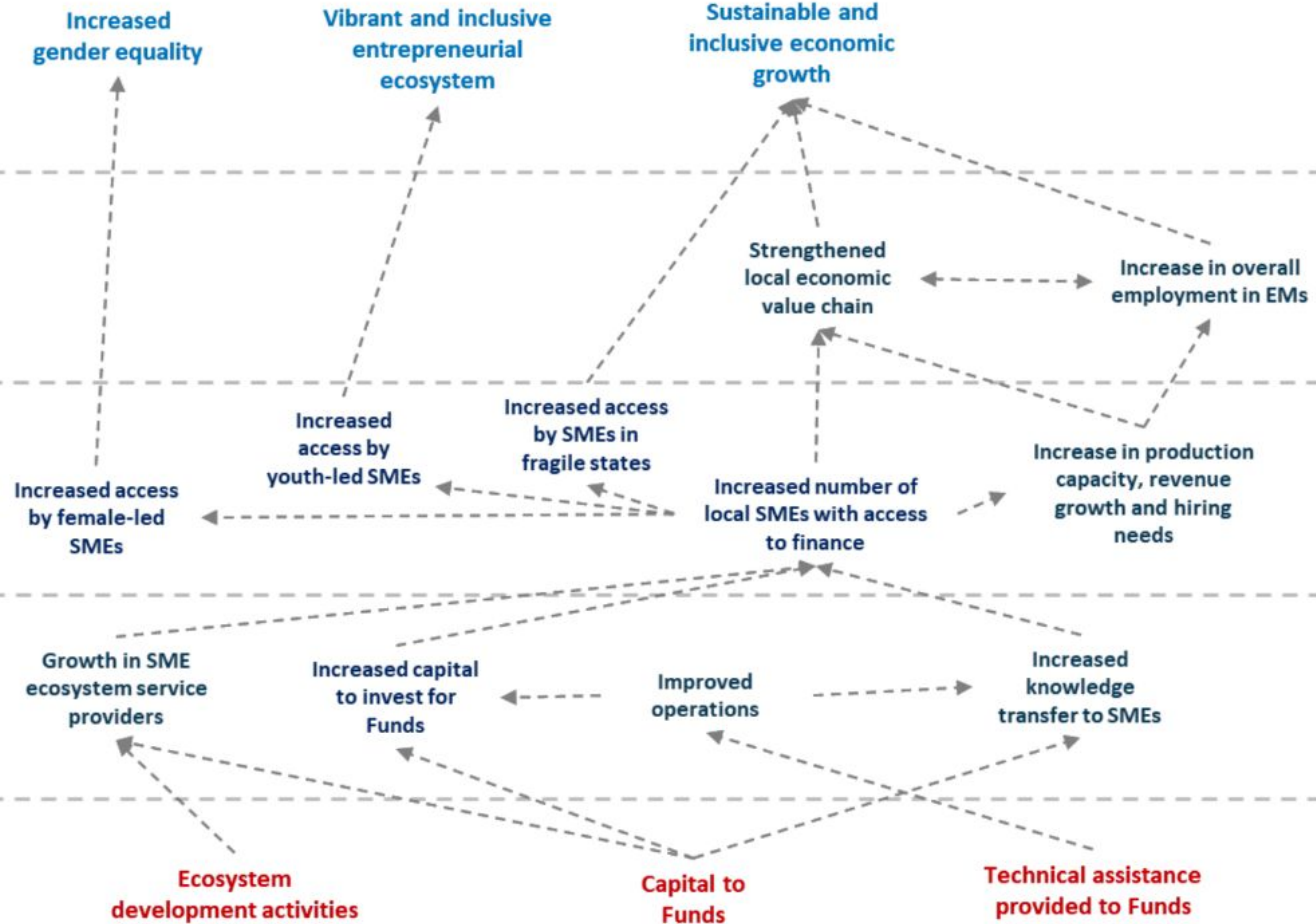 Increased
gender equality
Vibrant and inclusive
entrepreneurial
ecosystem
Sustainable and
inclusive economic
growth
Strengthened
local economic
value chain
Increase in overall
employment in EMs
Increased access
by female-led
SMEs
Increased
access by
youth-led SMEs
Increased access
by SMEs in
fragile states
Increased number of
local SMEs with access
to finance
Increase in production
capacity, revenue
growth and hiring
needs
Growth in SME
ecosystem service
providers
Increased capital
to invest for
Funds
Improved
operations
Increased
knowledge
transfer to SMEs
Ecosystem
development activities
Capital to
Funds
Technical assistance
provided to Funds